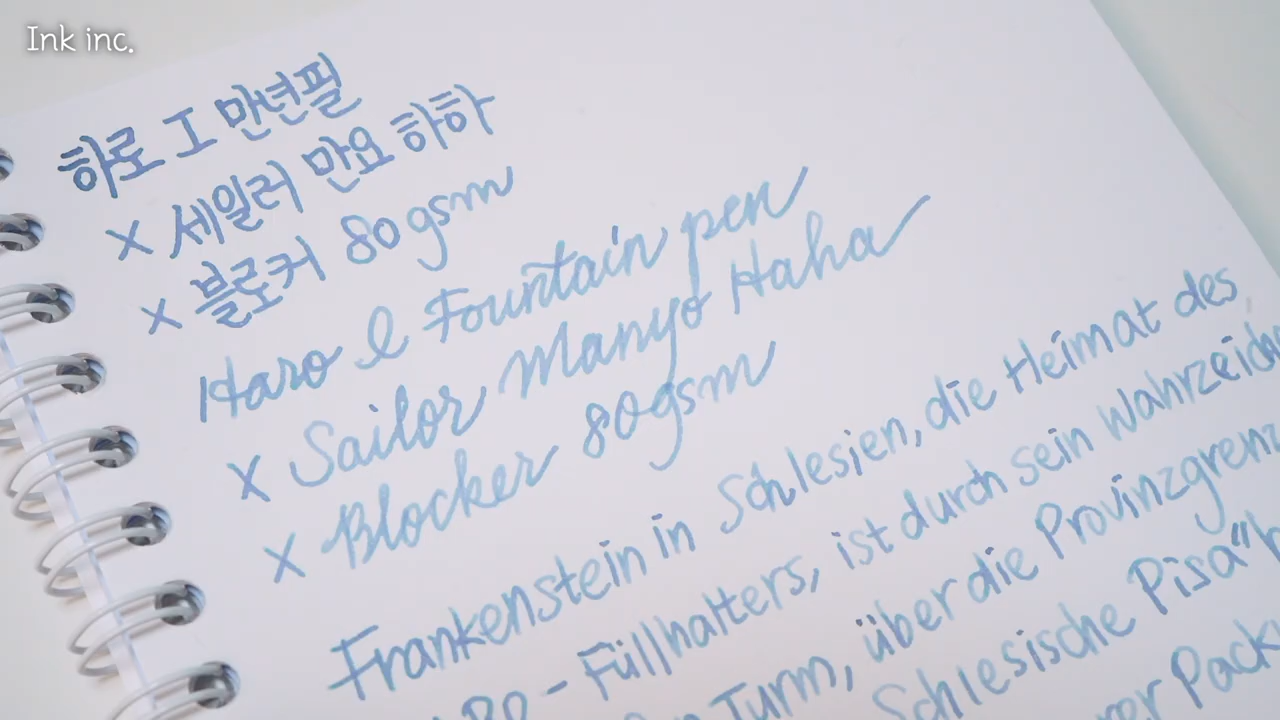 Ink inc.
하로 I 만년필
× 세일러 만요 하하
× 블로커 80gsm
Haro I Fountain pen
× Sailor Manyo Haha
× Blocker 80gsm
Frankenstein in Schlesien, die Heimat des
- Füllhalters, ist durch sein Wahrzeich
Turm, über die Provinzgrenz
Schlesische Pisa" h
Pack